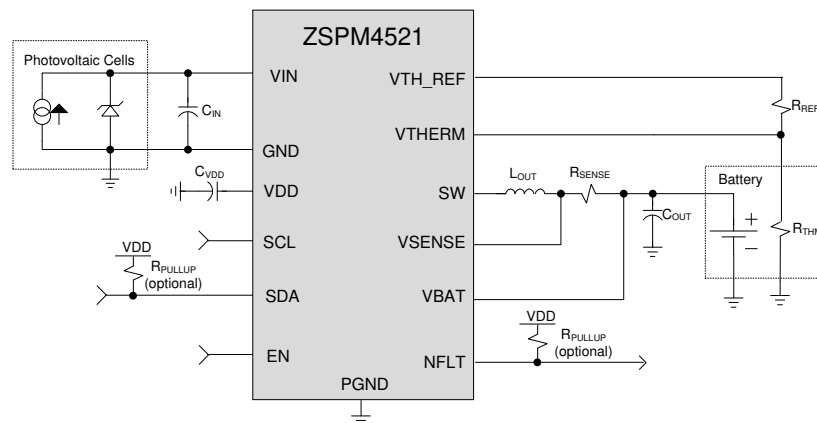 ZSPM4521
Photovoltaic Cells
VIN
CIN
GND
CVDD
VDD
SCL
VDD
RPULLUP
(optional)
SDA
EN
PGND
VTH_REF
RREF
VTHERM
SW
LOUT
RSENSE
COUT
Battery
+
–
RTHM
VSENSE
VBAT
VDD
RPULLUP
(optional)
NFLT